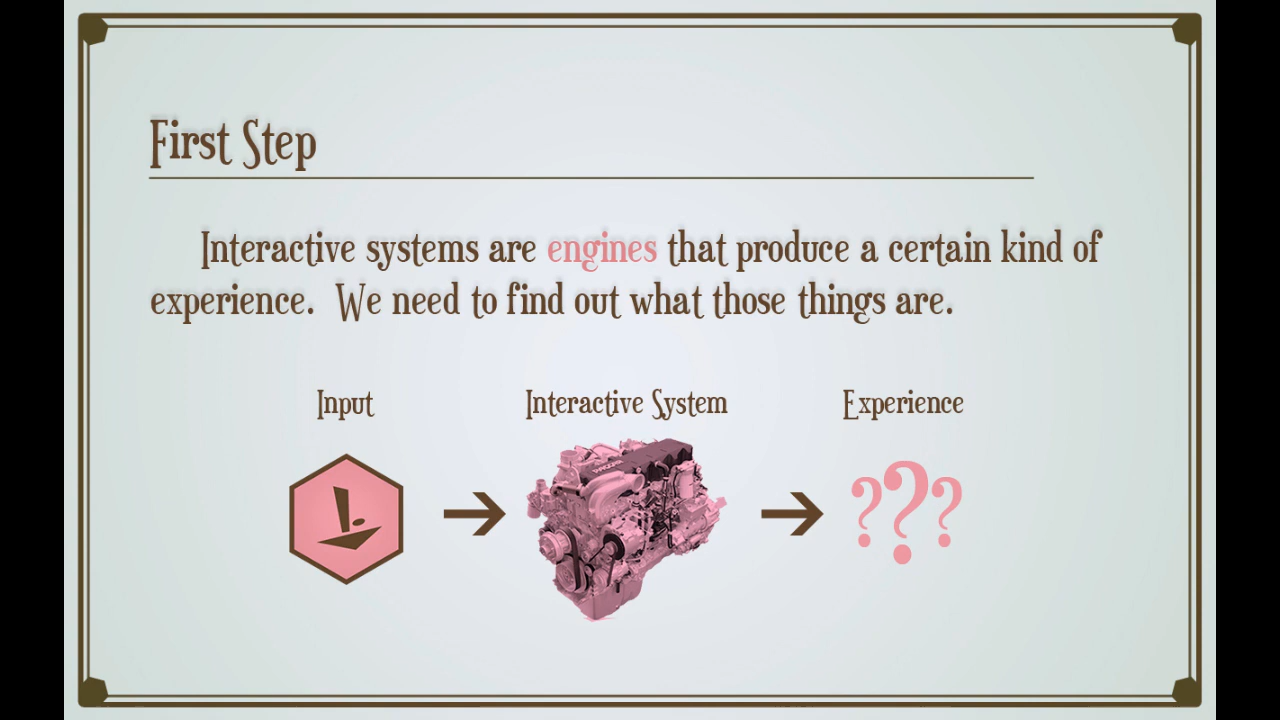 First Step
Interactive systems are engines that produce a certain kind of
experience. We need to find out what those things are.
Input
Interactive System
Experience
???